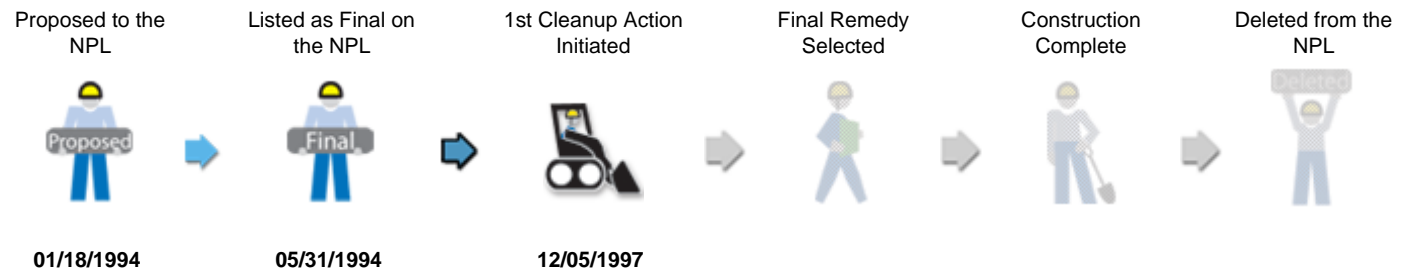 Proposed to the
NPL
Listed as Final on
the NPL
1st Cleanup Action
Initiated
Final Remedy
Selected
Construction
Complete
Deleted from the
NPL
Proposed
Final
Deleted
01/18/1994
05/31/1994
12/05/1997